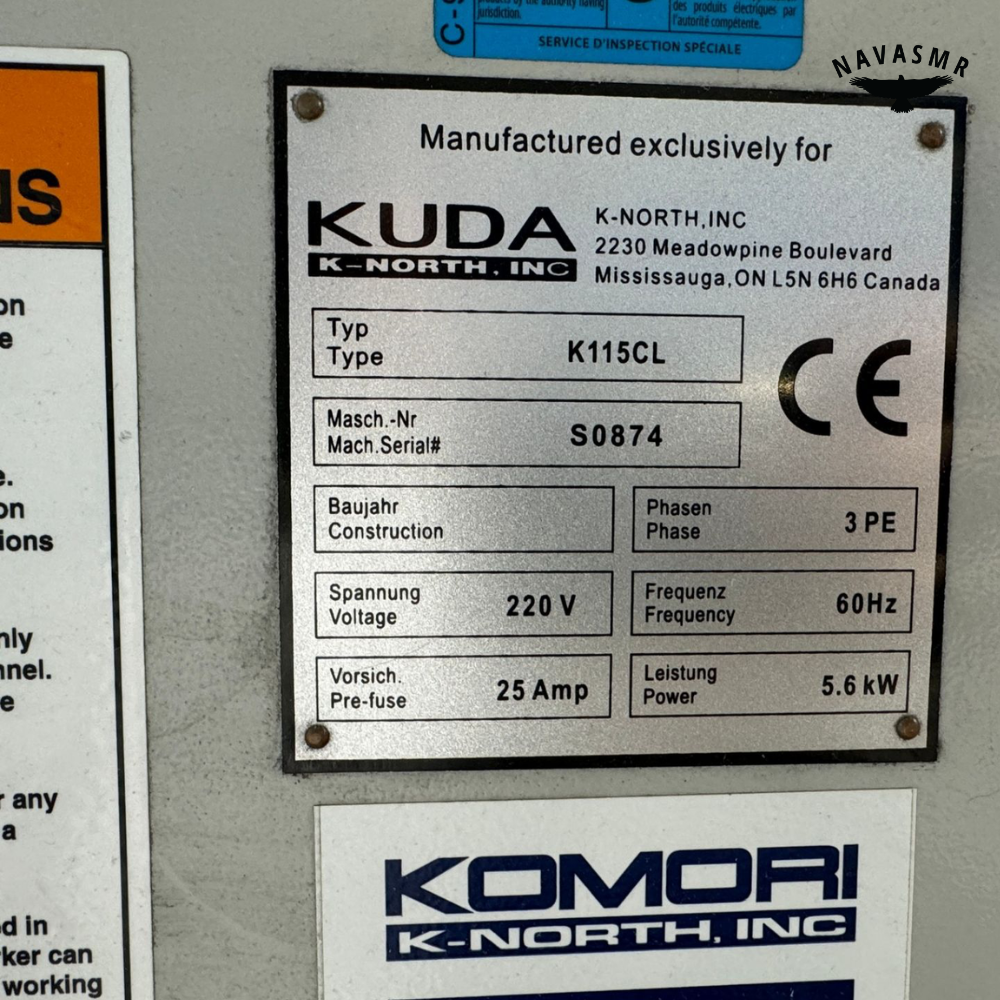 jurisdiction.
des produits électriques par
l'autorité compétente.
SERVICE D'INSPECTION SPÉCIALE
NAVASMR
Manufactured exclusively for
KUDA
K-NORTH, INC
K-NORTH,INC
2230 Meadowpine Boulevard
Mississauga,ON L5N 6H6 Canada
Typ
Type
K115CL
CE
Masch.-Nr
Mach.Serial#
S0874
Baujahr
Construction
Phasen
Phase
3 PE
Spannung
Voltage
220 V
Frequenz
Frequency
60Hz
Vorsich.
Pre-fuse
25 Amp
Leistung
Power
5.6 kW
KOMORI
K-NORTH, INC
on
e
e.
on
ions
nly
nnel.
e
r any
a
d in
ker can
working